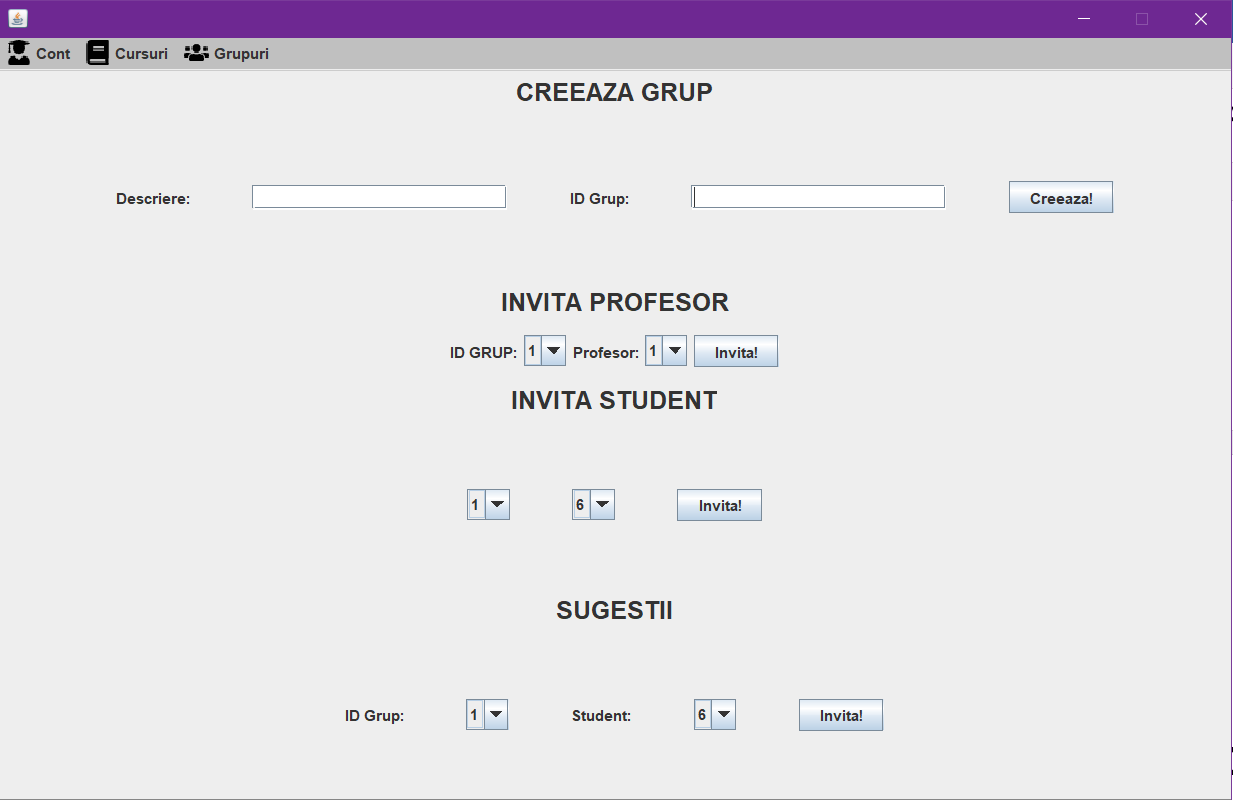 Cont Cursuri Grupuri
CREEAZA GRUP
Descriere: ID Grup: Creeaza!
INVITA PROFESOR
ID GRUP: 1 Profesor: 1 Invita!
INVITA STUDENT
1 6 Invita!
SUGESTII
ID Grup: 1 Student: 6 Invita!